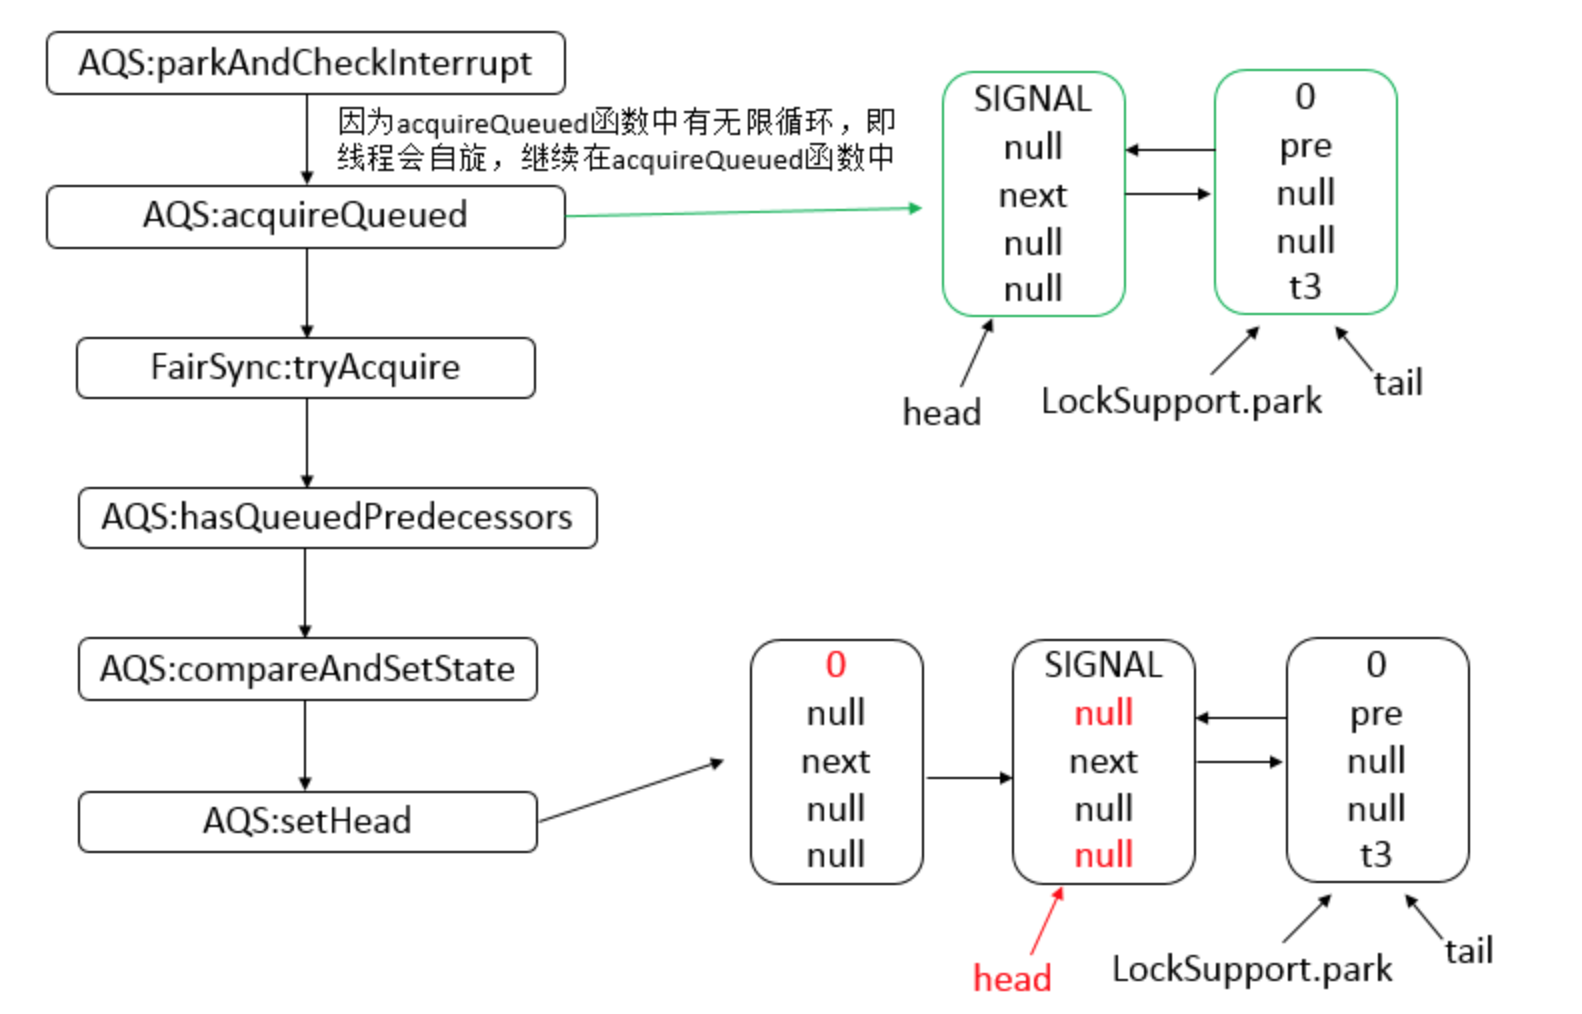 AQS:parkAndCheckInterrupt
因为acquireQueued函数中有无限循环，即
线程会自旋，继续在acquireQueued函数中
AQS:acquireQueued
FairSync:tryAcquire
AQS:hasQueuedPredecessors
AQS:compareAndSetState
AQS:setHead
SIGNAL
null
next
null
null
head
0
pre
null
null
t3
LockSupport.park
tail
0
null
next
null
null
SIGNAL
null
next
null
null
head
0
pre
null
null
t3
LockSupport.park
tail